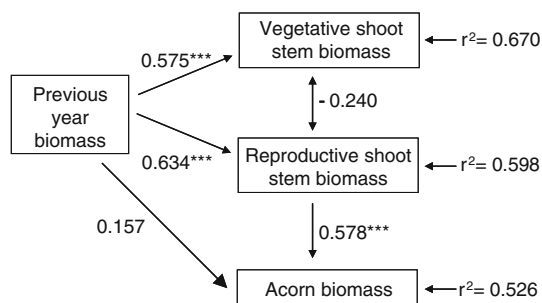 Vegetative shoot
stem biomass
r²= 0.670
0.575***
Previous
year
biomass
- 0.240
0.634***
Reproductive shoot
stem biomass
r²= 0.598
0.157
0.578***
Acorn biomass
r²= 0.526